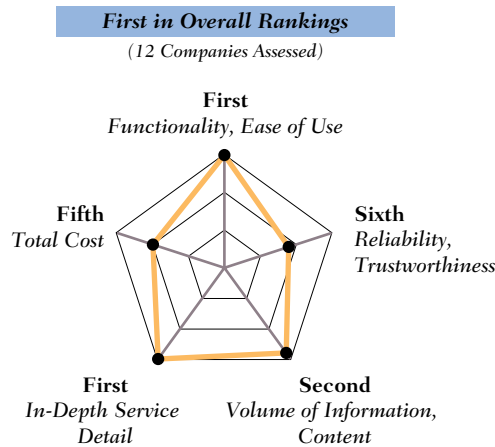 First in Overall Rankings
(12 Companies Assessed)
First
Functionality, Ease of Use
Fifth
Total Cost
Sixth
Reliability,
Trustworthiness
First
In-Depth Service
Detail
Second
Volume of Information,
Content